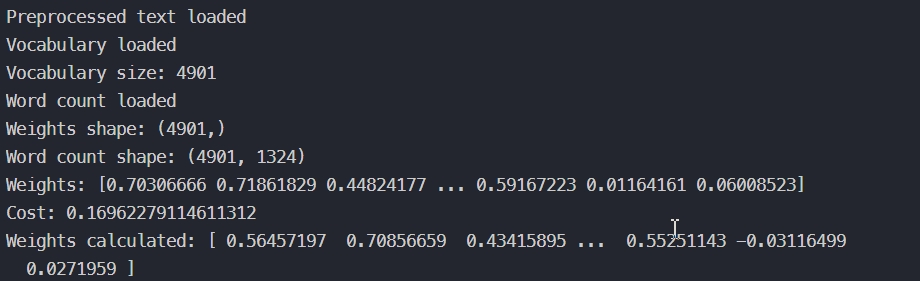 Preprocessed text loaded
Vocabulary loaded
Vocabulary size: 4901
Word count loaded
Weights shape: (4901,)
Word count shape: (4901, 1324)
Weights: [0.70306666 0.71861829 0.44824177 ... 0.59167223 0.01164161 0.06008523]
Cost: 0.16962279114611312
Weights calculated: [ 0.56457197  0.70856659  0.43415895 ...  0.55251143 -0.03116499
  0.0271959 ]